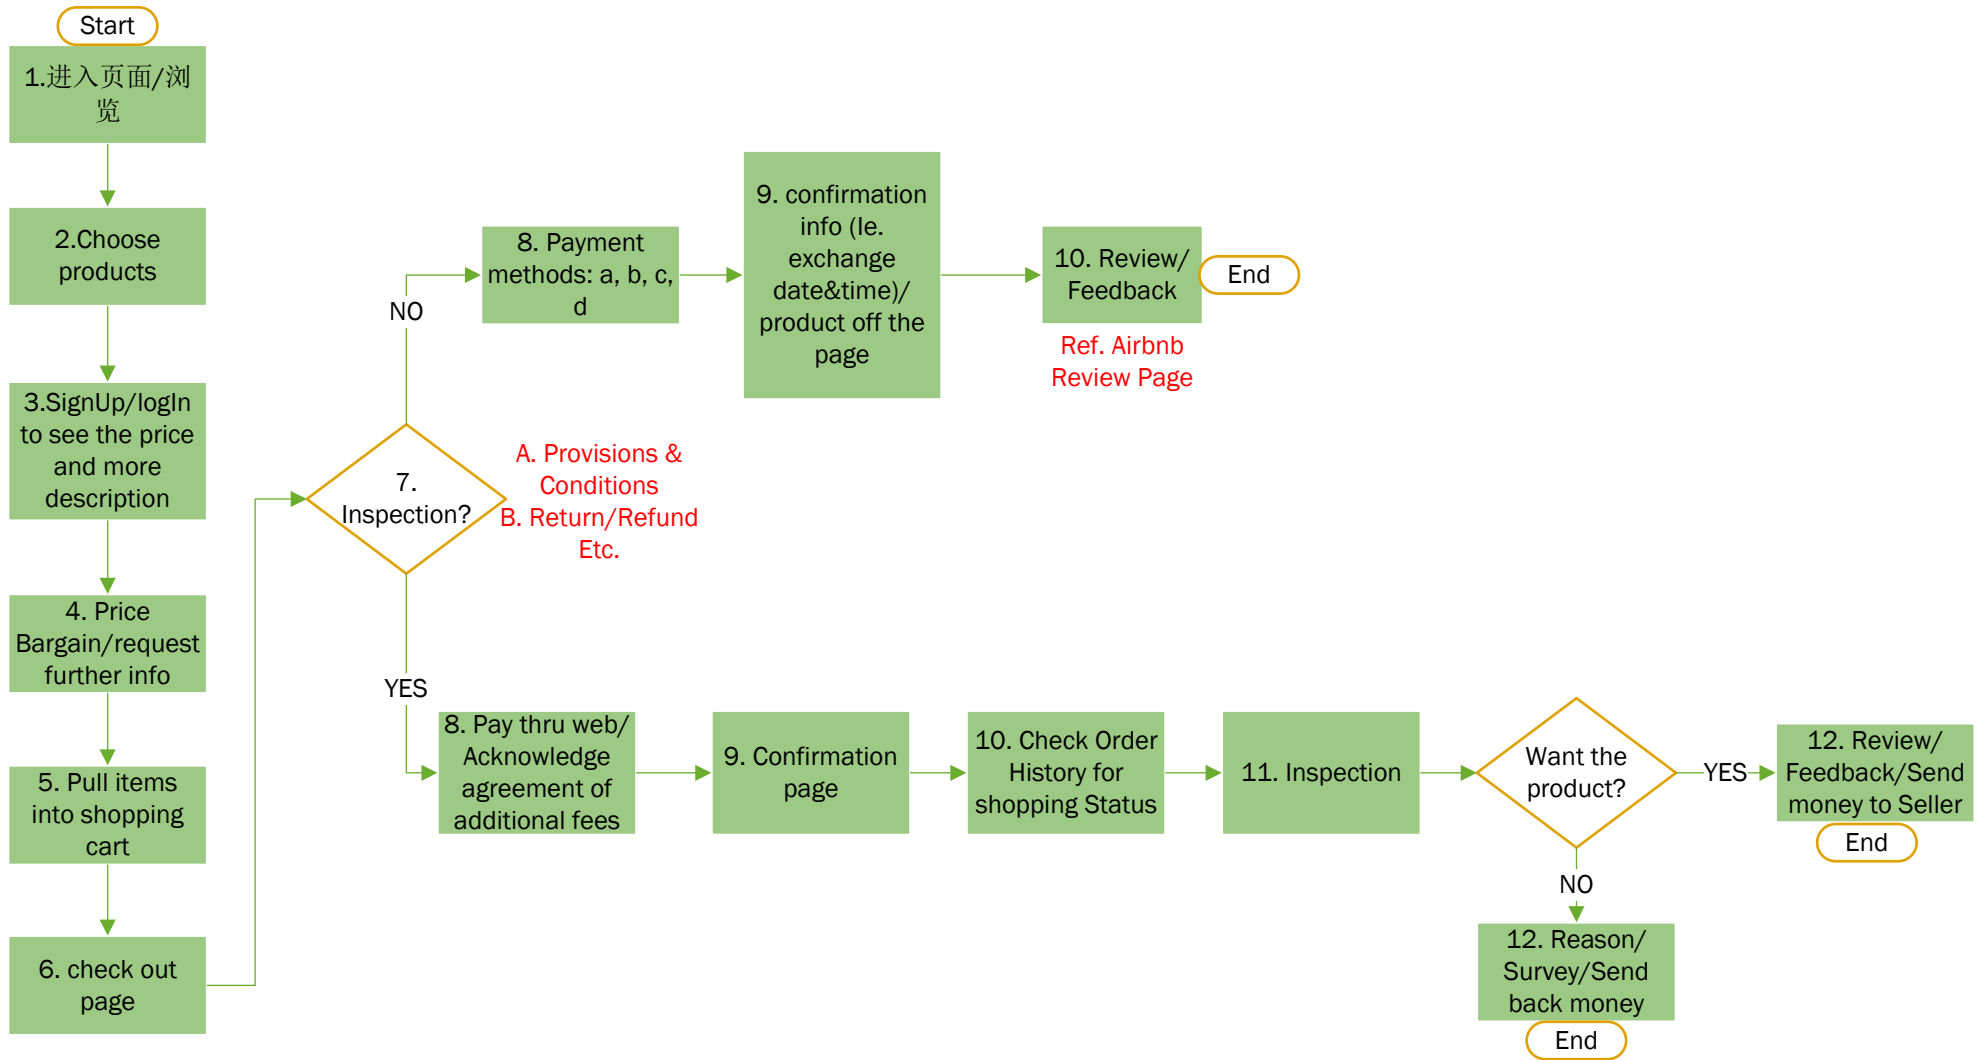 Start
1.进入页面/浏
览
2.Choose
products
3.SignUp/logIn
to see the price
and more
description
4. Price
Bargain/request
further info
5. Pull items
into shopping
cart
6. check out
page
7.
Inspection?
A. Provisions &
Conditions
B. Return/Refund
Etc.
NO
8. Payment
methods: a, b, c,
d
9. confirmation
info (Ie.
exchange
date&time)/
product off the
page
10. Review/
Feedback
End
Ref. Airbnb
Review Page
YES
8. Pay thru web/
Acknowledge
agreement of
additional fees
9. Confirmation
page
10. Check Order
History for
shopping Status
11. Inspection
Want the
product?
YES
12. Review/
Feedback/Send
money to Seller
End
NO
12. Reason/
Survey/Send
back money
End